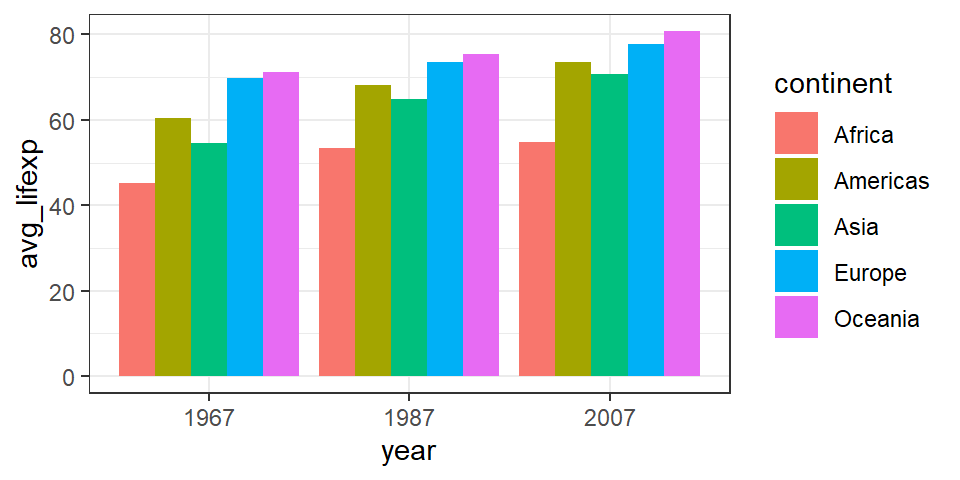 avg_lifexp
80
60
40
20
0
1967 1987 2007
year
continent
Africa
Americas
Asia
Europe
Oceania